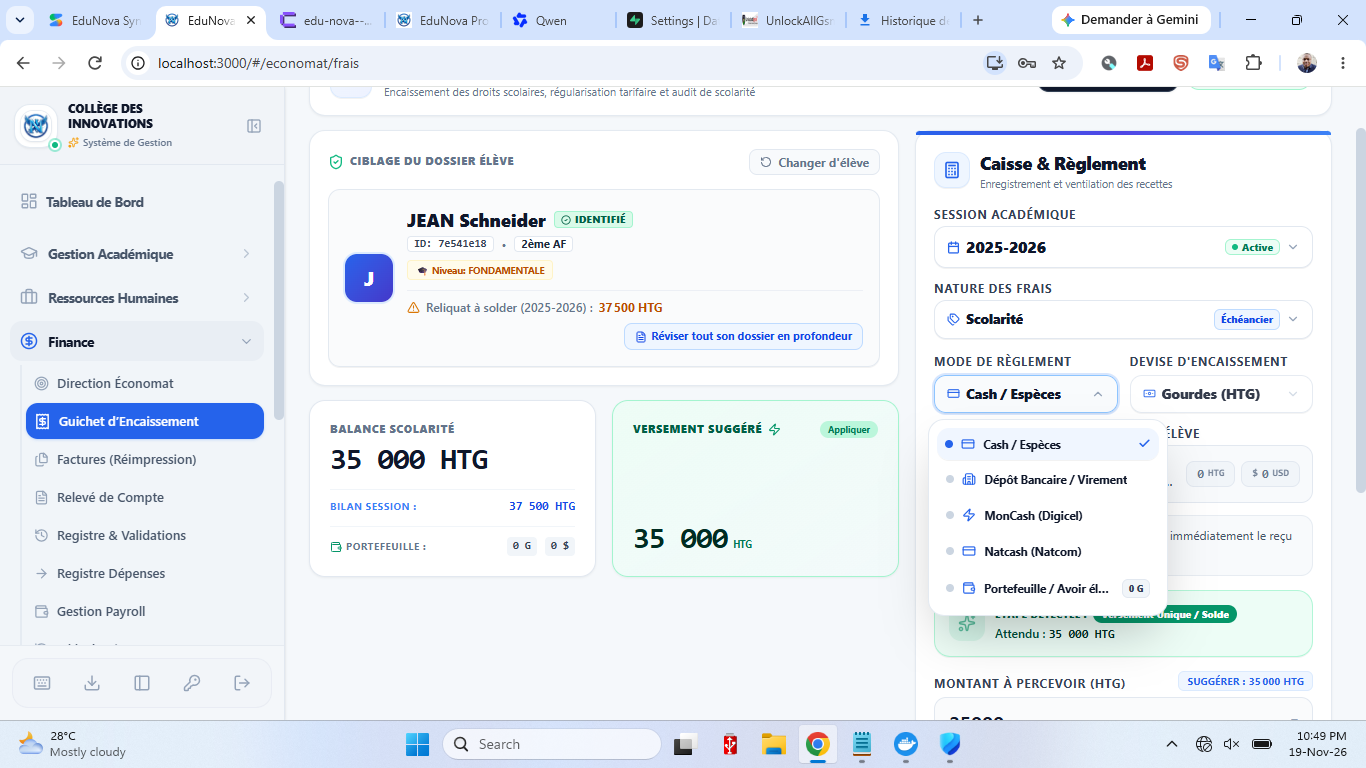 EduNova Syn
EduNova
edu-nova--
EduNova Pro
Qwen
Settings | Da
UnlockAllGsm
Historique d
Demander à Gemini
localhost:3000/#/economat/frais
COLLÈGE DES
INNOVATIONS
Système de Gestion
Tableau de Bord
Gestion Académique
Ressources Humaines
Finance
Direction Économat
Guichet d'Encaissement
Factures (Réimpression)
Relevé de Compte
Registre & Validations
Registre Dépenses
Gestion Payroll
Encaissement des droits scolaires, régularisation tarifaire et audit de scolarité
CIBLAGE DU DOSSIER ÉLÈVE
Changer d'élève
JEAN Schneider
IDENTIFIÉ
ID: 7e541e18 • 2ème AF
Niveau: FONDAMENTALE
Reliquat à solder (2025-2026) : 37 500 HTG
Réviser tout son dossier en profondeur
J
BALANCE SCOLARITÉ
35 000 HTG
BILAN SESSION : 37 500 HTG
PORTEFEUILLE : 0 G 0 $
VERSEMENT SUGGÉRÉ
Appliquer
35 000 HTG
Caisse & Règlement
Enregistrement et ventilation des recettes
SESSION ACADÉMIQUE
2025-2026
Active
NATURE DES FRAIS
Scolarité
Échéancier
MODE DE RÈGLEMENT
DEVISE D'ENCAISSEMENT
Cash / Espèces
Gourdes (HTG)
Cash / Espèces
Dépôt Bancaire / Virement
MonCash (Digicel)
Natcash (Natcom)
Portefeuille / Avoir él... 0 G
ÉLÈVE
0 HTG
$ 0 USD
immédiatement le reçu
Versement Unique / Solde
Attendu : 35 000 HTG
MONTANT À PERCEVOIR (HTG)
SUGGÉRER : 35 000 HTG
35000
28°C
Mostly cloudy
Search
10:49 PM
19-Nov-26